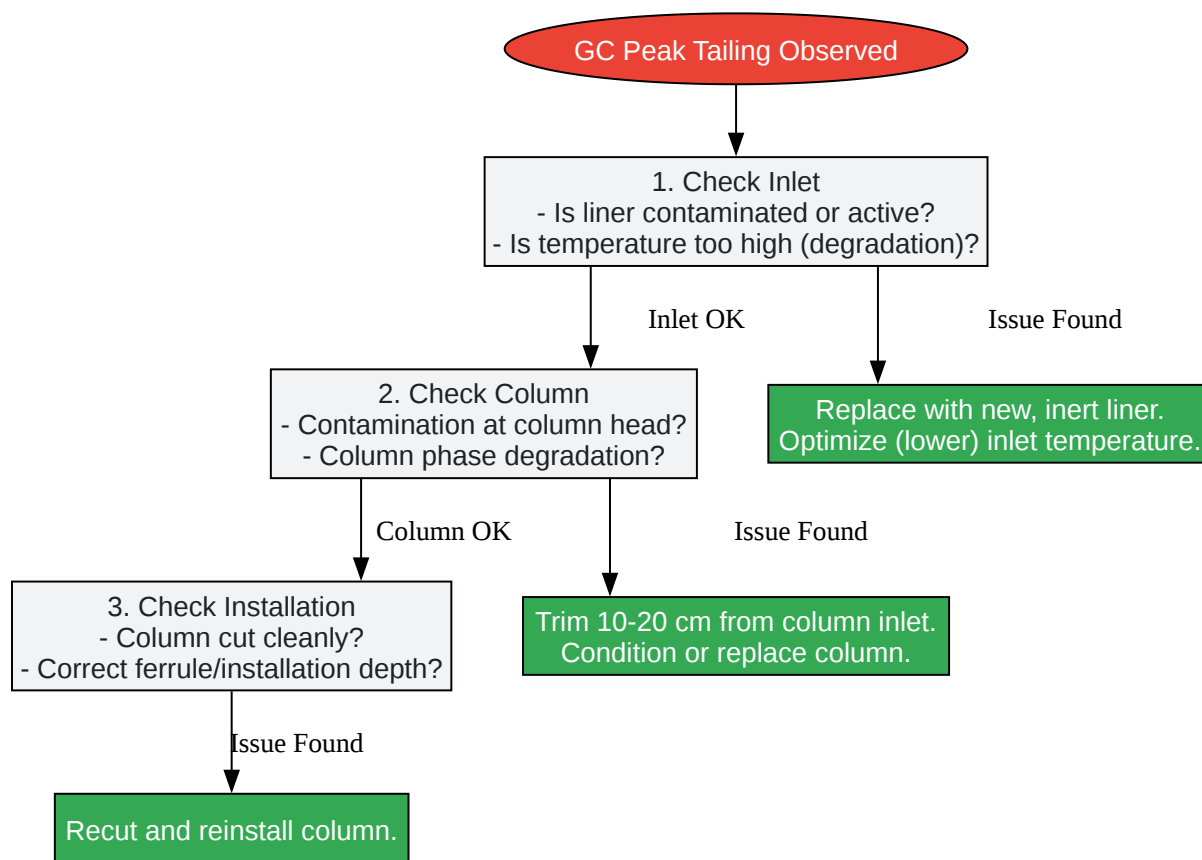 GC Peak Tailing Observed
1. Check Inlet
- Is liner contaminated or active?
- Is temperature too high (degradation)?
Inlet OK
Issue Found
2. Check Column
- Contamination at column head?
- Column phase degradation?
Replace with new, inert liner.
Optimize (lower) inlet temperature.
Column OK
Issue Found
3. Check Installation
- Column cut cleanly?
- Correct ferrule/installation depth?
Trim 10-20 cm from column inlet.
Condition or replace column.
Issue Found
Recut and reinstall column.